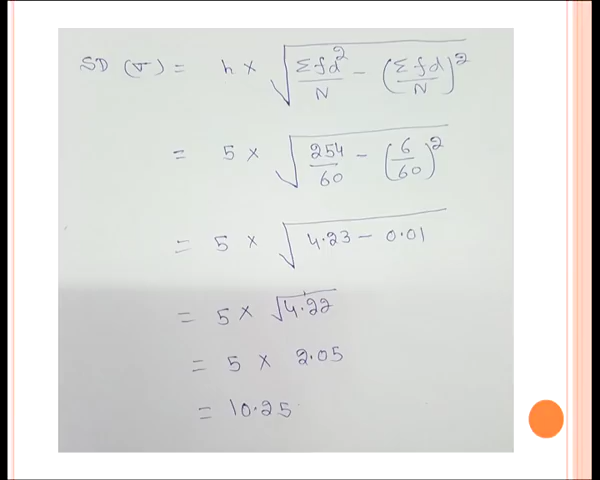 SD (σ) = h × √(Σfd²/N − (Σfd/N)²)
= 5 × √(254/60 − (6/60)²)
= 5 × √(4.23 − 0.01)
= 5 × √4.22
= 5 × 2.05
= 10.25